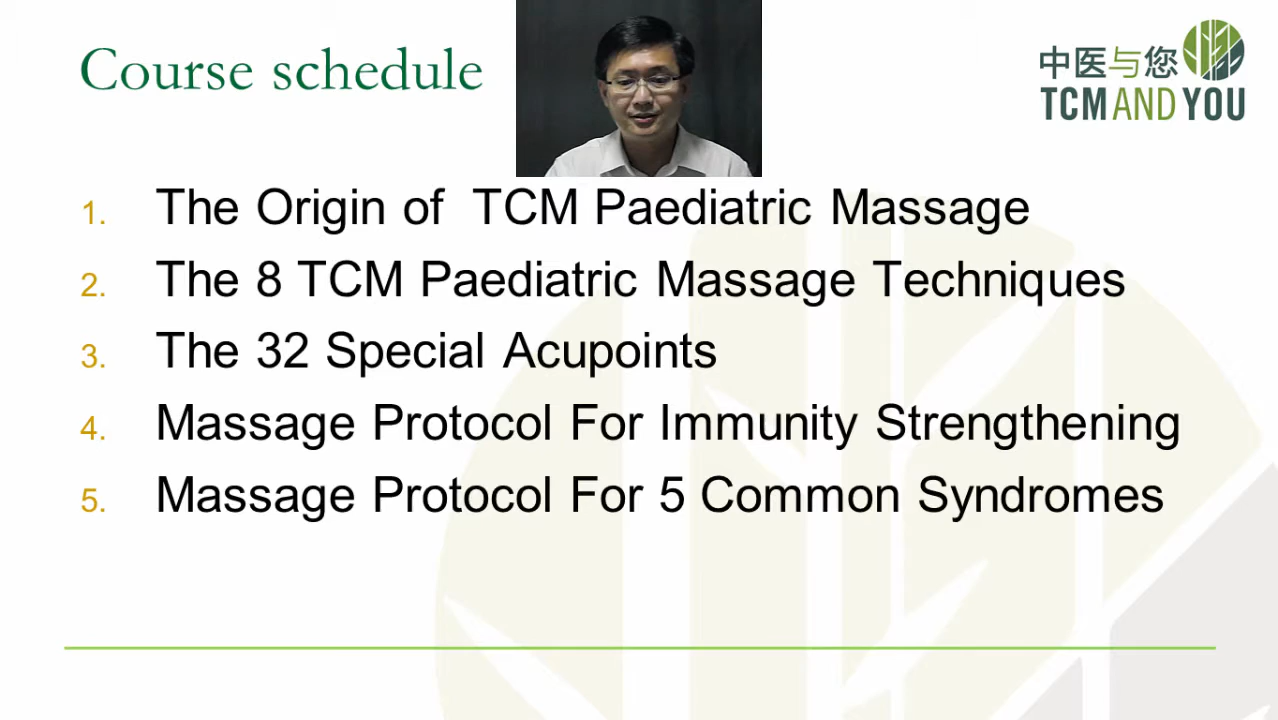 Course schedule
中医与您
TCM AND YOU
1. The Origin of TCM Paediatric Massage
2. The 8 TCM Paediatric Massage Techniques
3. The 32 Special Acupoints
4. Massage Protocol For Immunity Strengthening
5. Massage Protocol For 5 Common Syndromes